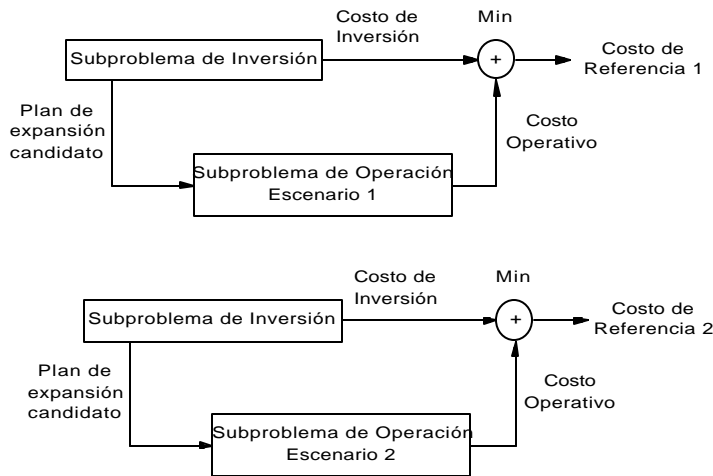 Costo de
Inversión
Min
Subproblema de Inversión
+
Costo de
Referencia 1
Plan de
expansión
candidato
Costo
Operativo
Subproblema de Operación
Escenario 1
Costo de
Inversión
Min
Subproblema de Inversión
+
Costo de
Referencia 2
Plan de
expansión
candidato
Costo
Operativo
Subproblema de Operación
Escenario 2